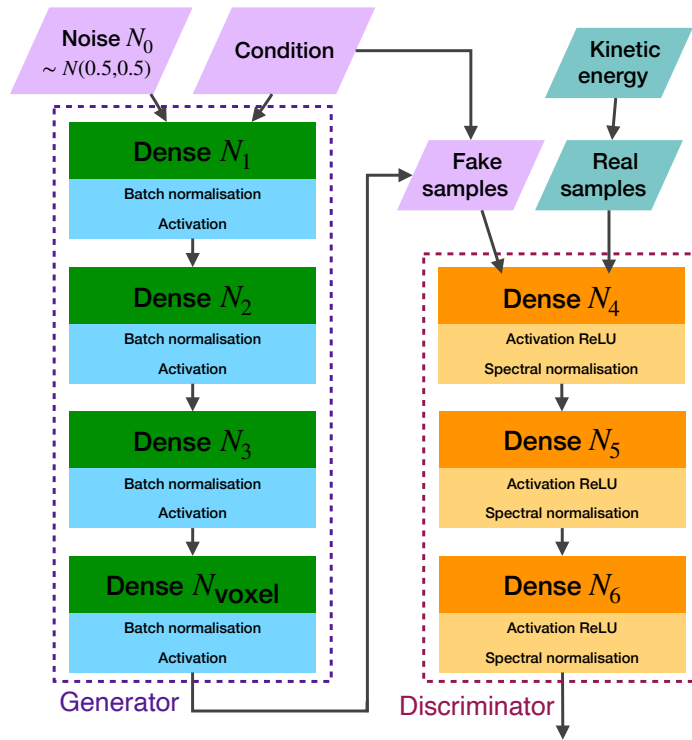 Noise N₀
∼ N(0.5,0.5)
Condition
Kinetic
energy
Fake
samples
Real
samples
Dense N₁
Batch normalisation
Activation
Dense N₂
Batch normalisation
Activation
Dense N₃
Batch normalisation
Activation
Dense Nvoxel
Batch normalisation
Activation
Generator
Dense N₄
Activation ReLU
Spectral normalisation
Dense N₅
Activation ReLU
Spectral normalisation
Dense N₆
Activation ReLU
Spectral normalisation
Discriminator